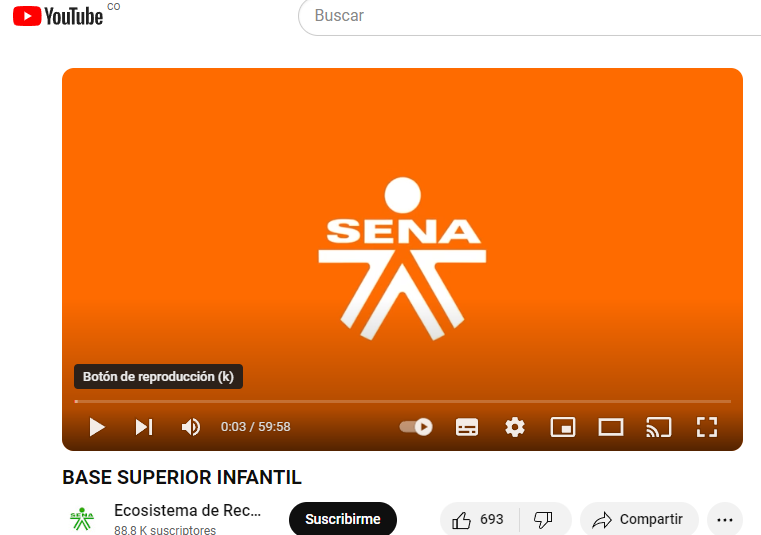 YouTube CO
Buscar
SENA
Botón de reproducción (k)
0:03 / 59:58
BASE SUPERIOR INFANTIL
SENA
Ecosistema de Rec...
Suscribirme
693
Compartir
88.8 K suscriptores